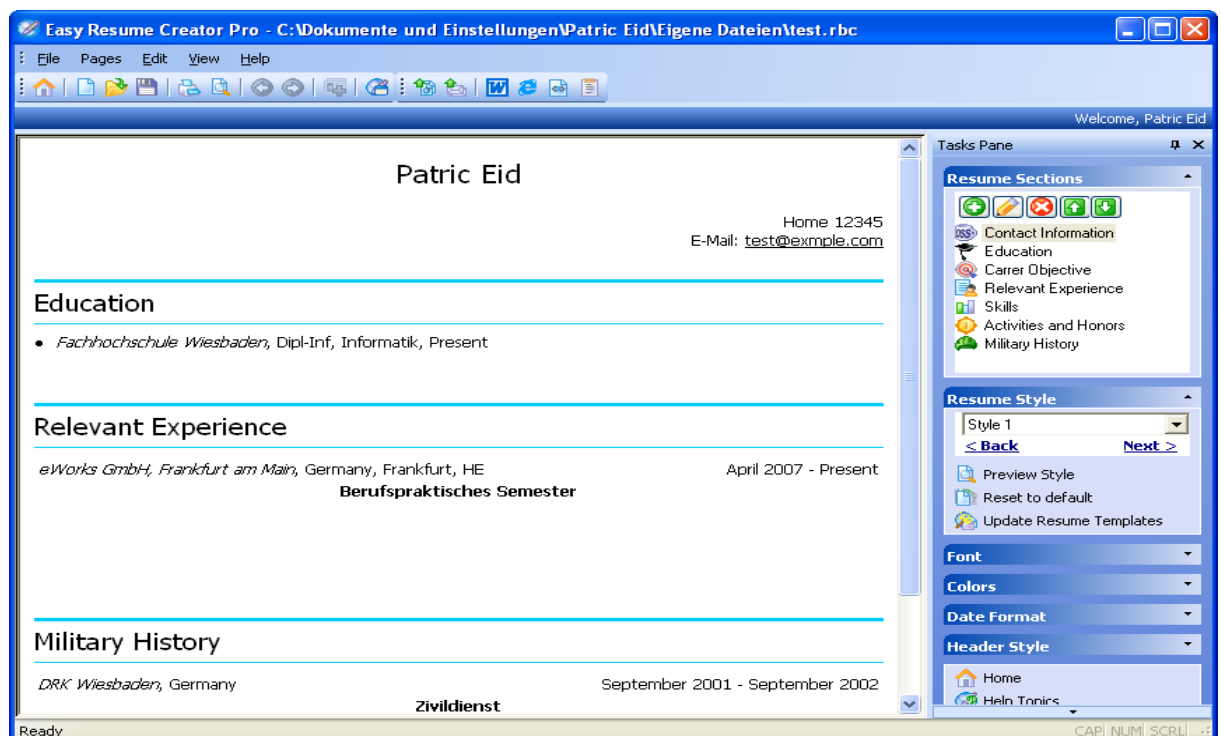 Easy Resume Creator Pro - C:\Dokumente und Einstellungen\Patric Eid\Eigene Dateien\test.rbc
File Pages Edit View Help
Welcome, Patric Eid
Patric Eid
Home 12345
E-Mail: test@exmple.com
Education
• Fachhochschule Wiesbaden, Dipl-Inf, Informatik, Present
Relevant Experience
eWorks GmbH, Frankfurt am Main, Germany, Frankfurt, HE April 2007 - Present
Berufspraktisches Semester
Military History
DRK Wiesbaden, Germany September 2001 - September 2002
Zivildienst
Tasks Pane
Resume Sections
Contact Information
Education
Carrer Objective
Relevant Experience
Skills
Activities and Honors
Military History
Resume Style
Style 1
< Back Next >
Preview Style
Reset to default
Update Resume Templates
Font
Colors
Date Format
Header Style
Home
Help Topics
Ready
CAP NUM SCRL